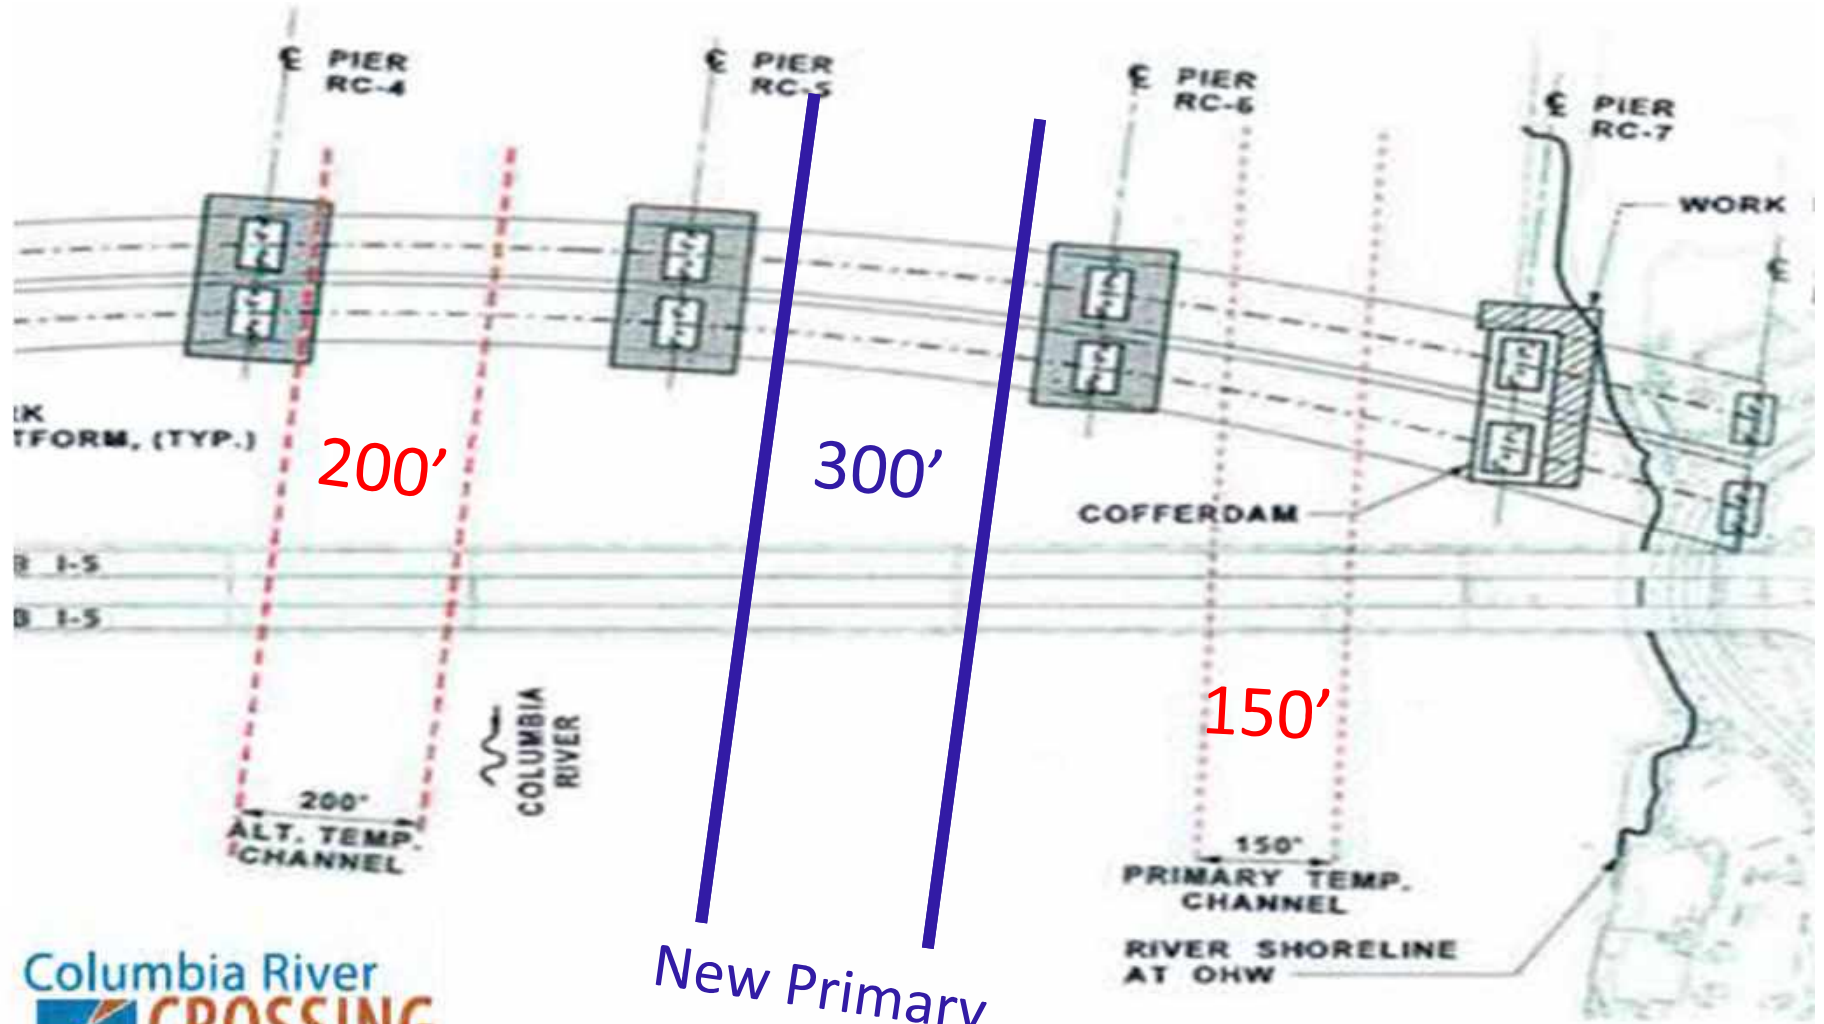 ℄ PIER
RC-4
℄ PIER
RC-5
℄ PIER
RC-6
℄ PIER
RC-7
WORK
℄
TFORM, (TYP.)
200’
300’
COFFERDAM
I-5
I-5
COLUMBIA
RIVER
150’
200'
ALT. TEMP.
CHANNEL
150'
PRIMARY TEMP.
CHANNEL
RIVER SHORELINE
AT OHW
New Primary
Columbia River
CROSSING